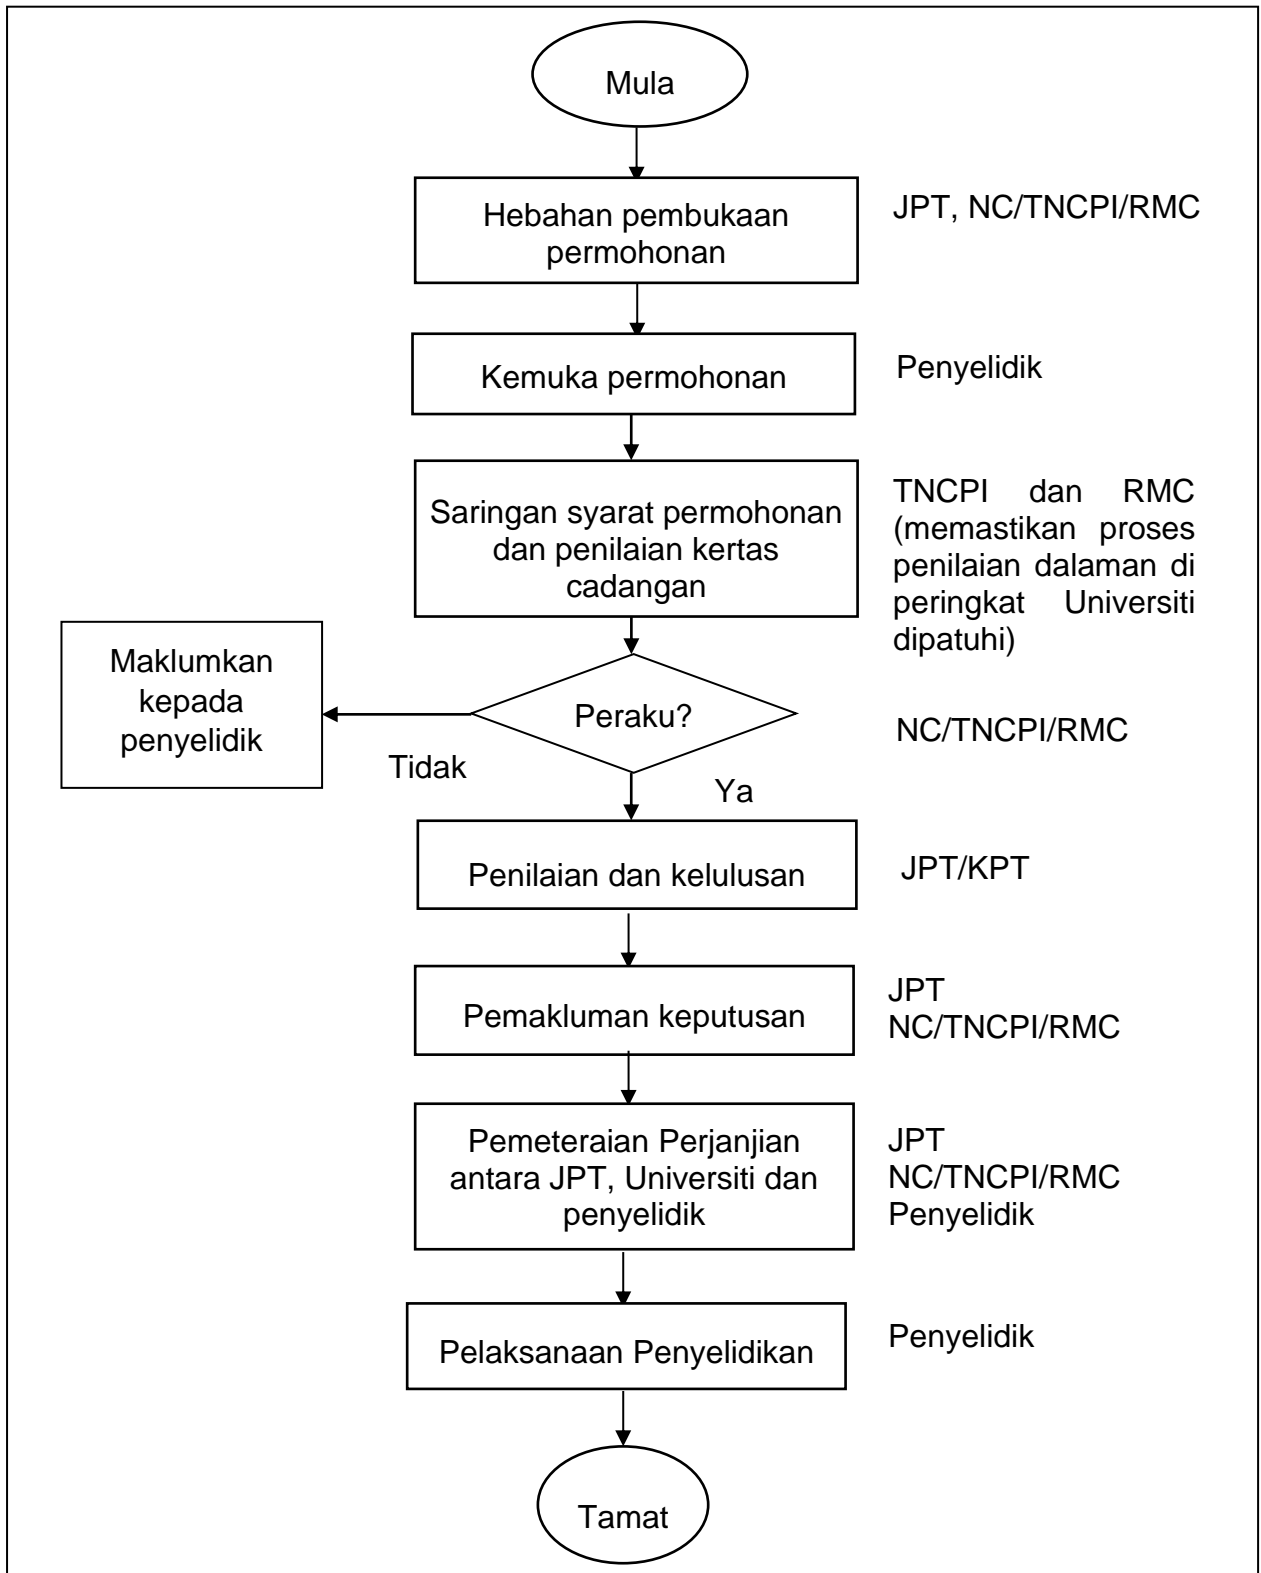 Mula
Hebahan pembukaan
permohonan
JPT, NC/TNCPI/RMC
Kemuka permohonan
Penyelidik
Saringan syarat permohonan
dan penilaian kertas
cadangan
TNCPI dan RMC
(memastikan proses
penilaian dalaman di
peringkat Universiti
dipatuhi)
Maklumkan
kepada
penyelidik
Peraku?
NC/TNCPI/RMC
Tidak
Ya
Penilaian dan kelulusan
JPT/KPT
Pemakluman keputusan
JPT
NC/TNCPI/RMC
Pemeteraian Perjanjian
antara JPT, Universiti dan
penyelidik
JPT
NC/TNCPI/RMC
Penyelidik
Pelaksanaan Penyelidikan
Penyelidik
Tamat